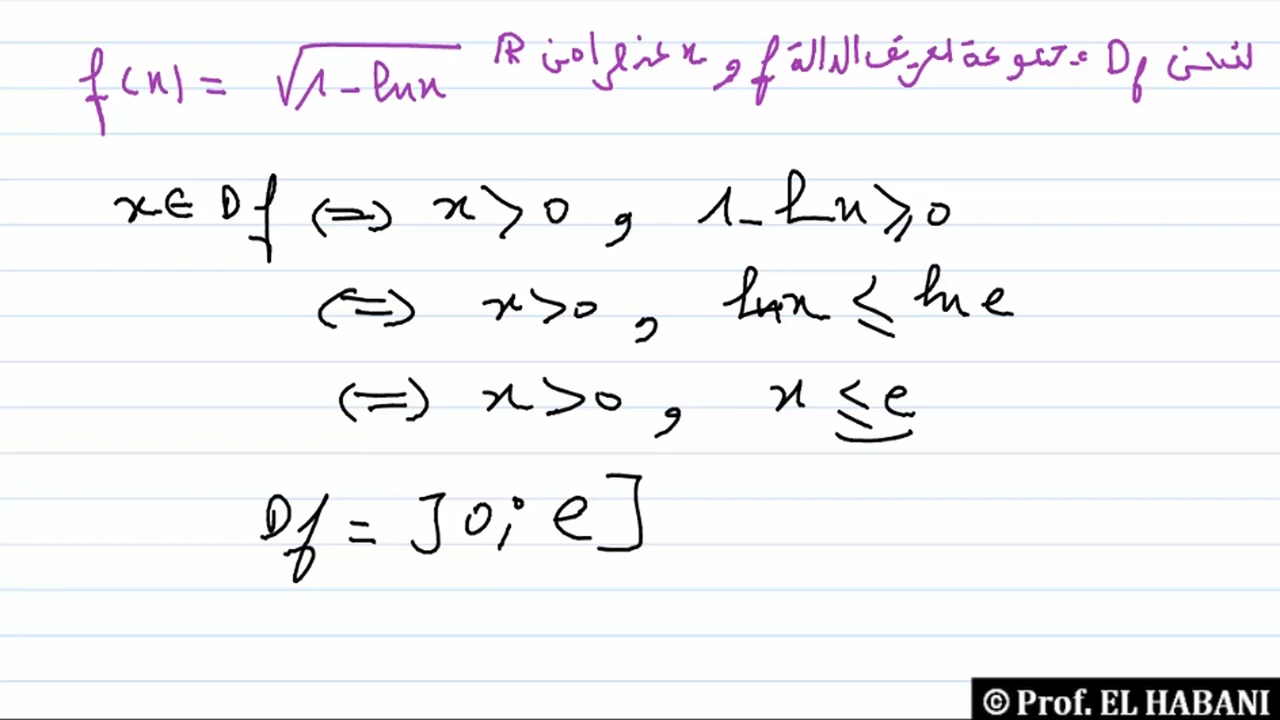 لتكن Df مجموعة تعريف الدالة f و x عنصرا من ℝ
f(x) = √(1 - ln x)
x ∈ Df ⟺ x > 0 , 1 - ln x ⩾ 0
⟺ x > 0 , ln x ≤ ln e
⟺ x > 0 , x ≤ e
Df = ]0; e]
© Prof. EL HABANI